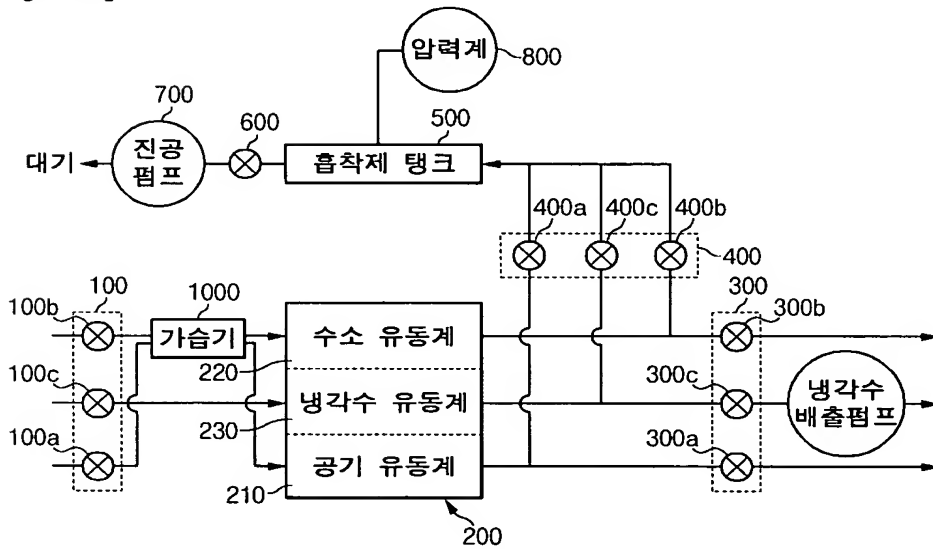 압력계
800
700
600
500
진공
펌프
대기
흡착제 탱크
400a
400c
400b
400
100b
100
1000
가습기
수소 유동계
220
300
300b
100c
냉각수 유동계
230
300c
냉각수
배출펌프
100a
공기 유동계
210
300a
200